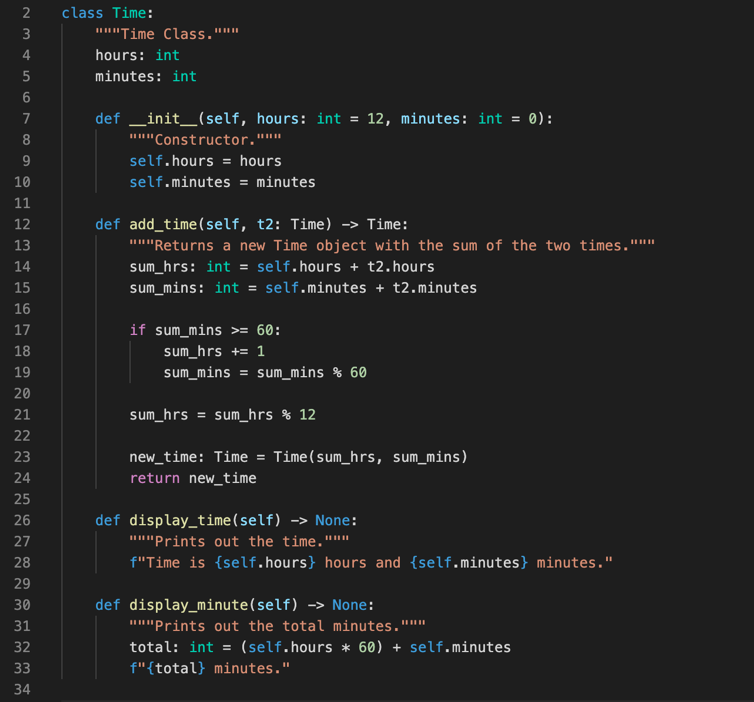 2 class Time:
3     """Time Class."""
4     hours: int
5     minutes: int
6
7     def __init__(self, hours: int = 12, minutes: int = 0):
8         """Constructor."""
9         self.hours = hours
10         self.minutes = minutes
11
12     def add_time(self, t2: Time) -> Time:
13         """Returns a new Time object with the sum of the two times."""
14         sum_hrs: int = self.hours + t2.hours
15         sum_mins: int = self.minutes + t2.minutes
16
17         if sum_mins >= 60:
18             sum_hrs += 1
19             sum_mins = sum_mins % 60
20
21         sum_hrs = sum_hrs % 12
22
23         new_time: Time = Time(sum_hrs, sum_mins)
24         return new_time
25
26     def display_time(self) -> None:
27         """Prints out the time."""
28         f"Time is {self.hours} hours and {self.minutes} minutes."
29
30     def display_minute(self) -> None:
31         """Prints out the total minutes."""
32         total: int = (self.hours * 60) + self.minutes
33         f"{total} minutes."
34